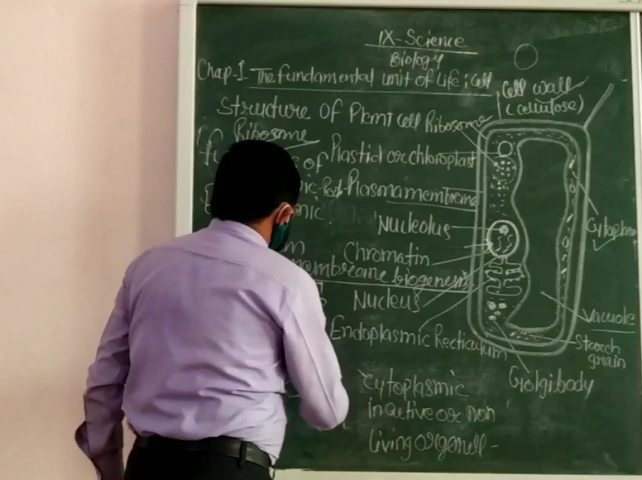 IX-Science
Biology
Chap-I The fundamental unit of life : Cell
Structure of Plant cell
Ribosome
Cell wall
(cellulose)
Ribosome
of
Plastid or chloroplast
Plasma membrane
Nucleolus
Cytoplasm
Chromatin
membrane biogenesis
Nucleus
Vacuole
Endoplasmic Recticulum
Starch
grain
Golgi body
Cytoplasmic
inactive or non
living organell-